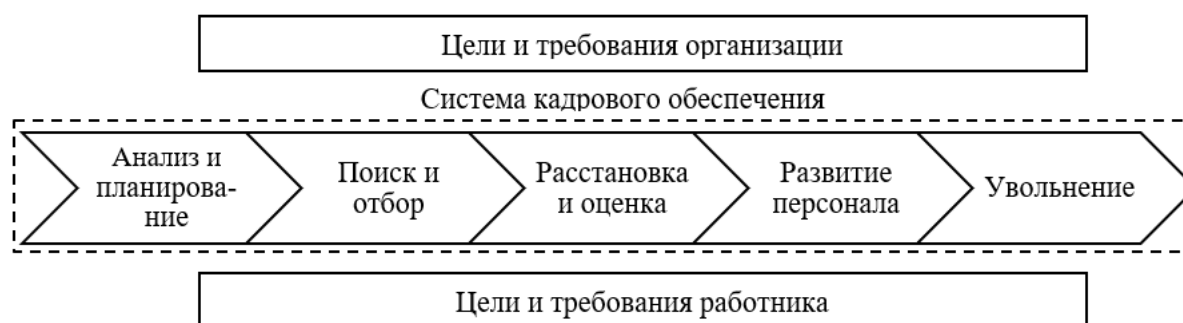 Цели и требования организации
Система кадрового обеспечения
Анализ и
планирова-
ние
Поиск и
отбор
Расстановка
и оценка
Развитие
персонала
Увольнение
Цели и требования работника